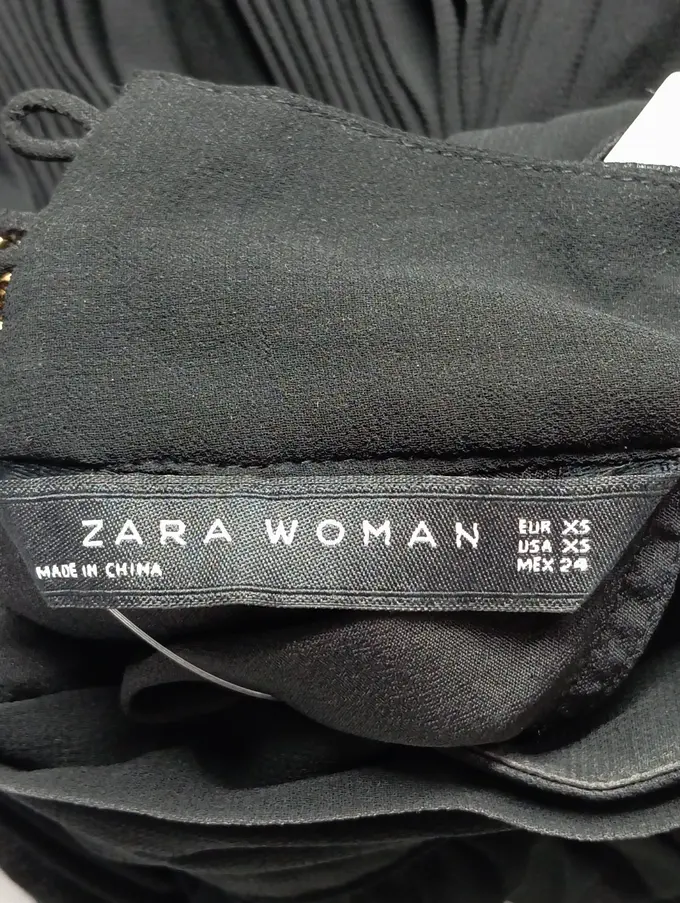 ZARA WOMAN
MADE IN CHINA
EUR XS
USA XS
MEX 24